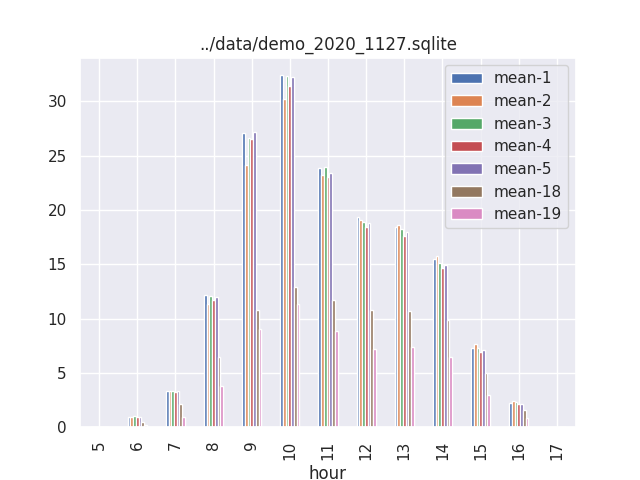 ../data/demo_2020_1127.sqlite
mean-1
mean-2
mean-3
mean-4
mean-5
mean-18
mean-19
30
25
20
15
10
5
0
5 6 7 8 9 10 11 12 13 14 15 16 17
hour